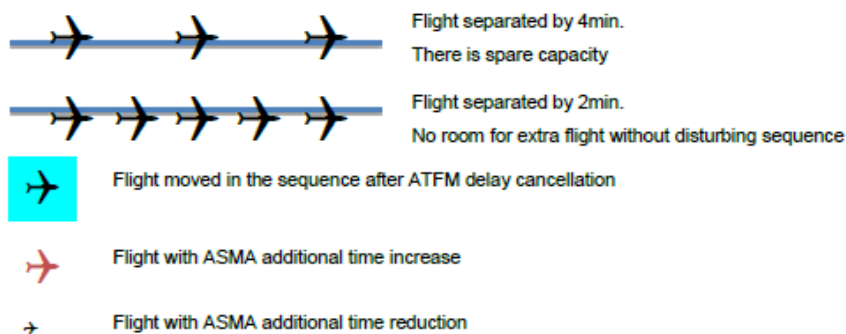 Flight separated by 4min.
There is spare capacity
Flight separated by 2min.
No room for extra flight without disturbing sequence
Flight moved in the sequence after ATFM delay cancellation
Flight with ASMA additional time increase
Flight with ASMA additional time reduction